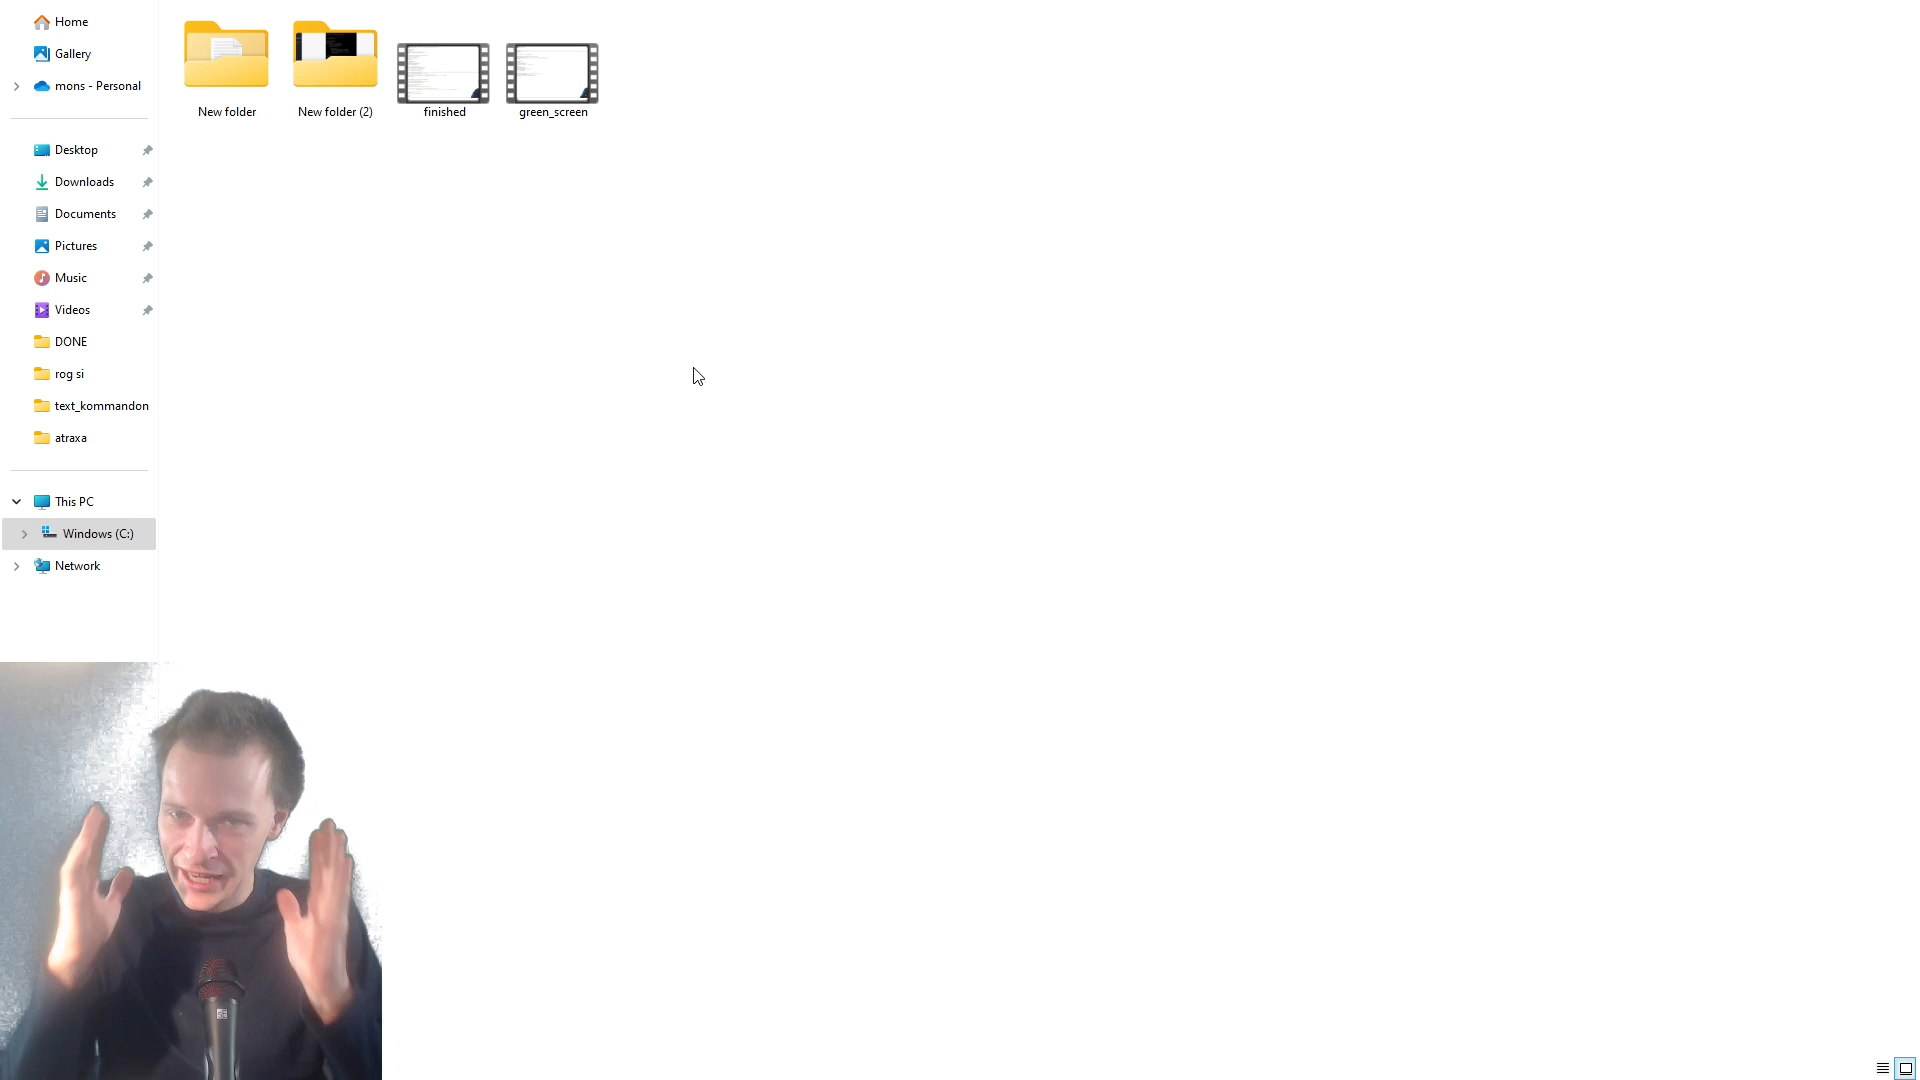 Home
Gallery
mons - Personal
Desktop
Downloads
Documents
Pictures
Music
Videos
DONE
rog si
text_kommandon
atraxa
This PC
Windows (C:)
Network
New folder
New folder (2)
finished
green_screen